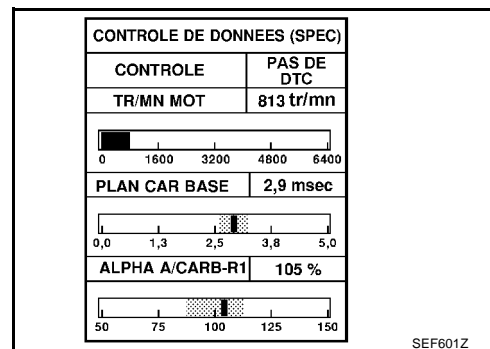 CONTROLE DE DONNEES (SPEC)
CONTROLE PAS DE DTC
TR/MN MOT 813 tr/mn
0 1600 3200 4800 6400
PLAN CAR BASE 2,9 msec
0,0 1,3 2,5 3,8 5,0
ALPHA A/CARB-R1 105 %
50 75 100 125 150
SEF601Z